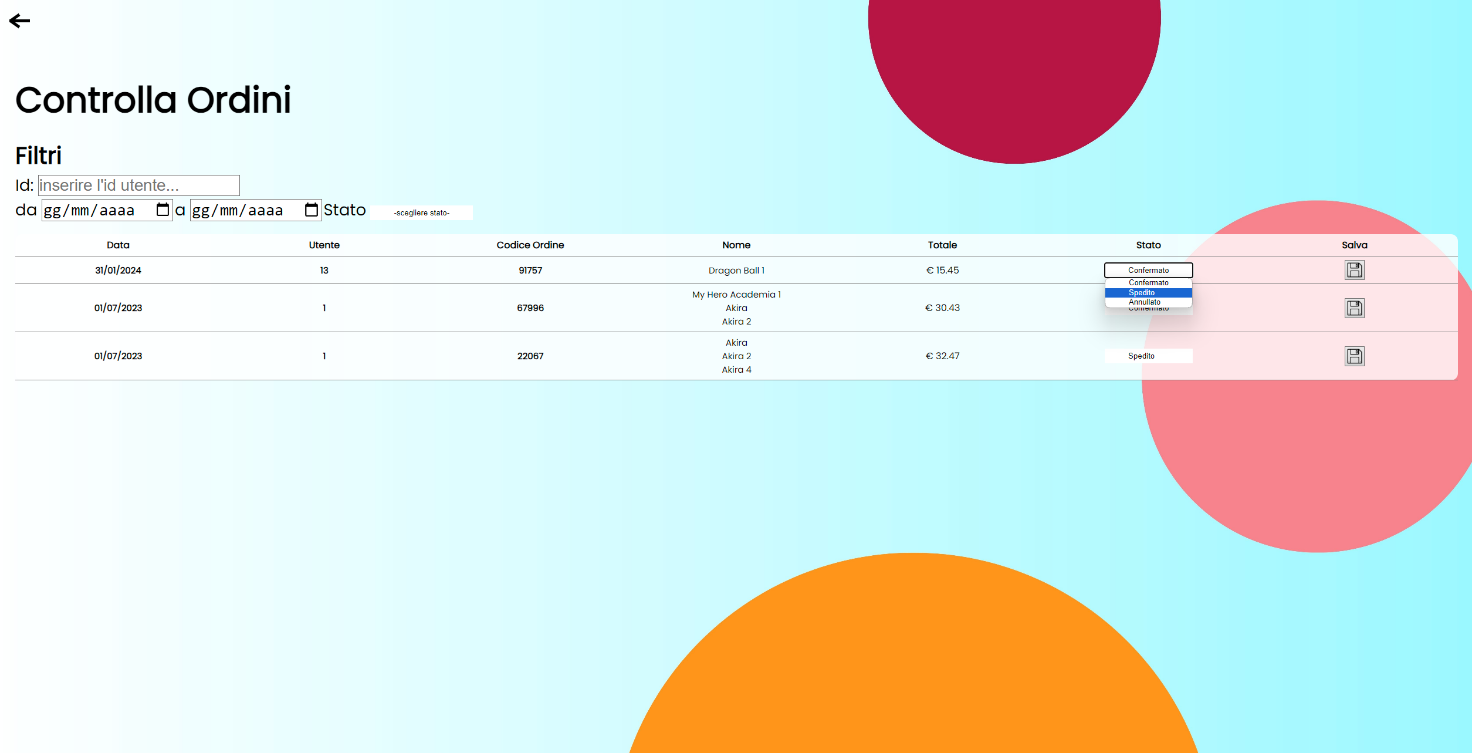 Controlla Ordini
Filtri
Id: inserire l'id utente...
da gg/mm/aaaa a gg/mm/aaaa Stato -scegliere stato-
Data Utente Codice Ordine Nome Totale Stato Salva
31/01/2024 13 91757 Dragon Ball 1 € 15.45 Confermato
Confermato
Spedito
Annullato
My Hero Academia 1
01/07/2023 1 67996 Akira € 30.43 Confermato
Akira 2
Akira
01/07/2023 1 22067 Akira 2 € 32.47 Spedito
Akira 4